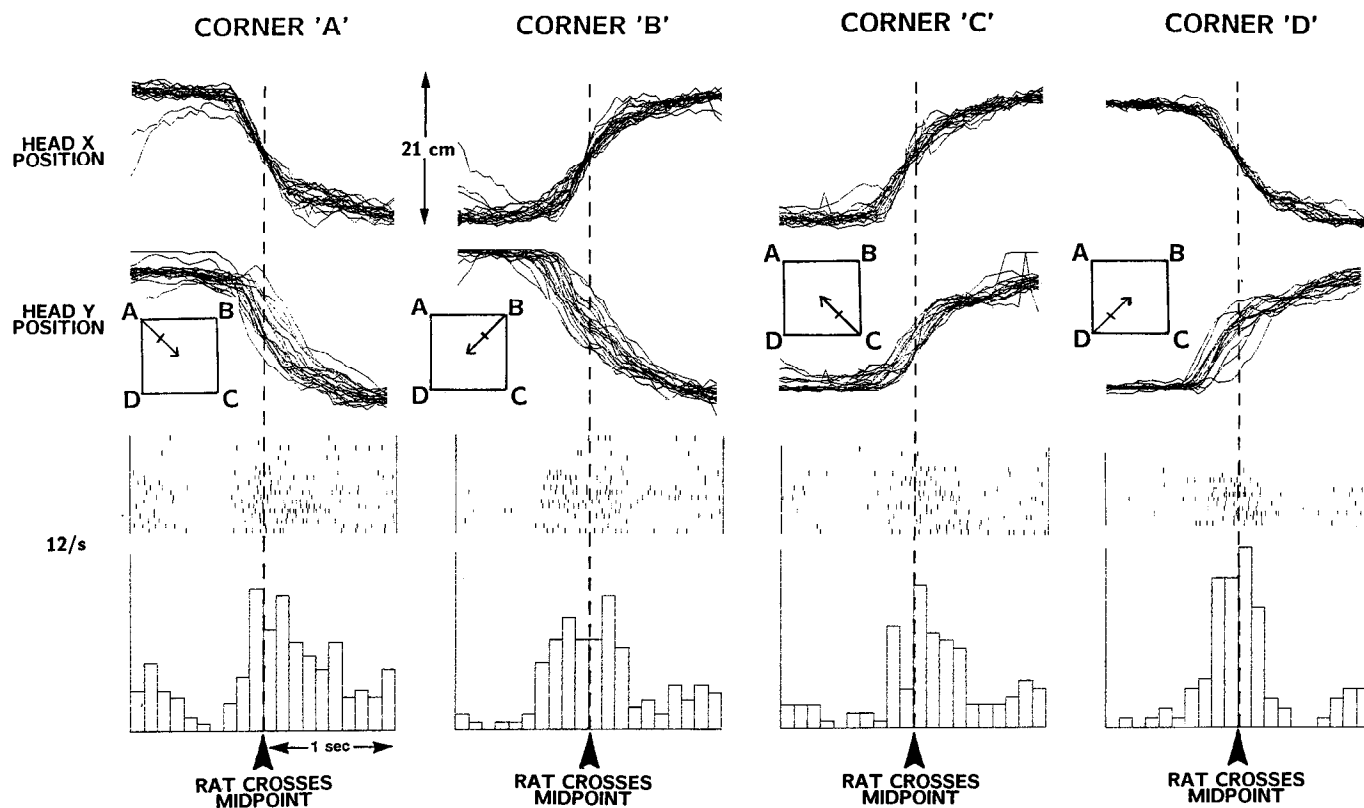 CORNER 'A' CORNER 'B' CORNER 'C' CORNER 'D'
HEAD X
POSITION
21 cm
HEAD Y
POSITION
A B
D C
A B
D C
A B
D C
A B
D C
12/s
1 sec
RAT CROSSES
MIDPOINT
RAT CROSSES
MIDPOINT
RAT CROSSES
MIDPOINT
RAT CROSSES
MIDPOINT